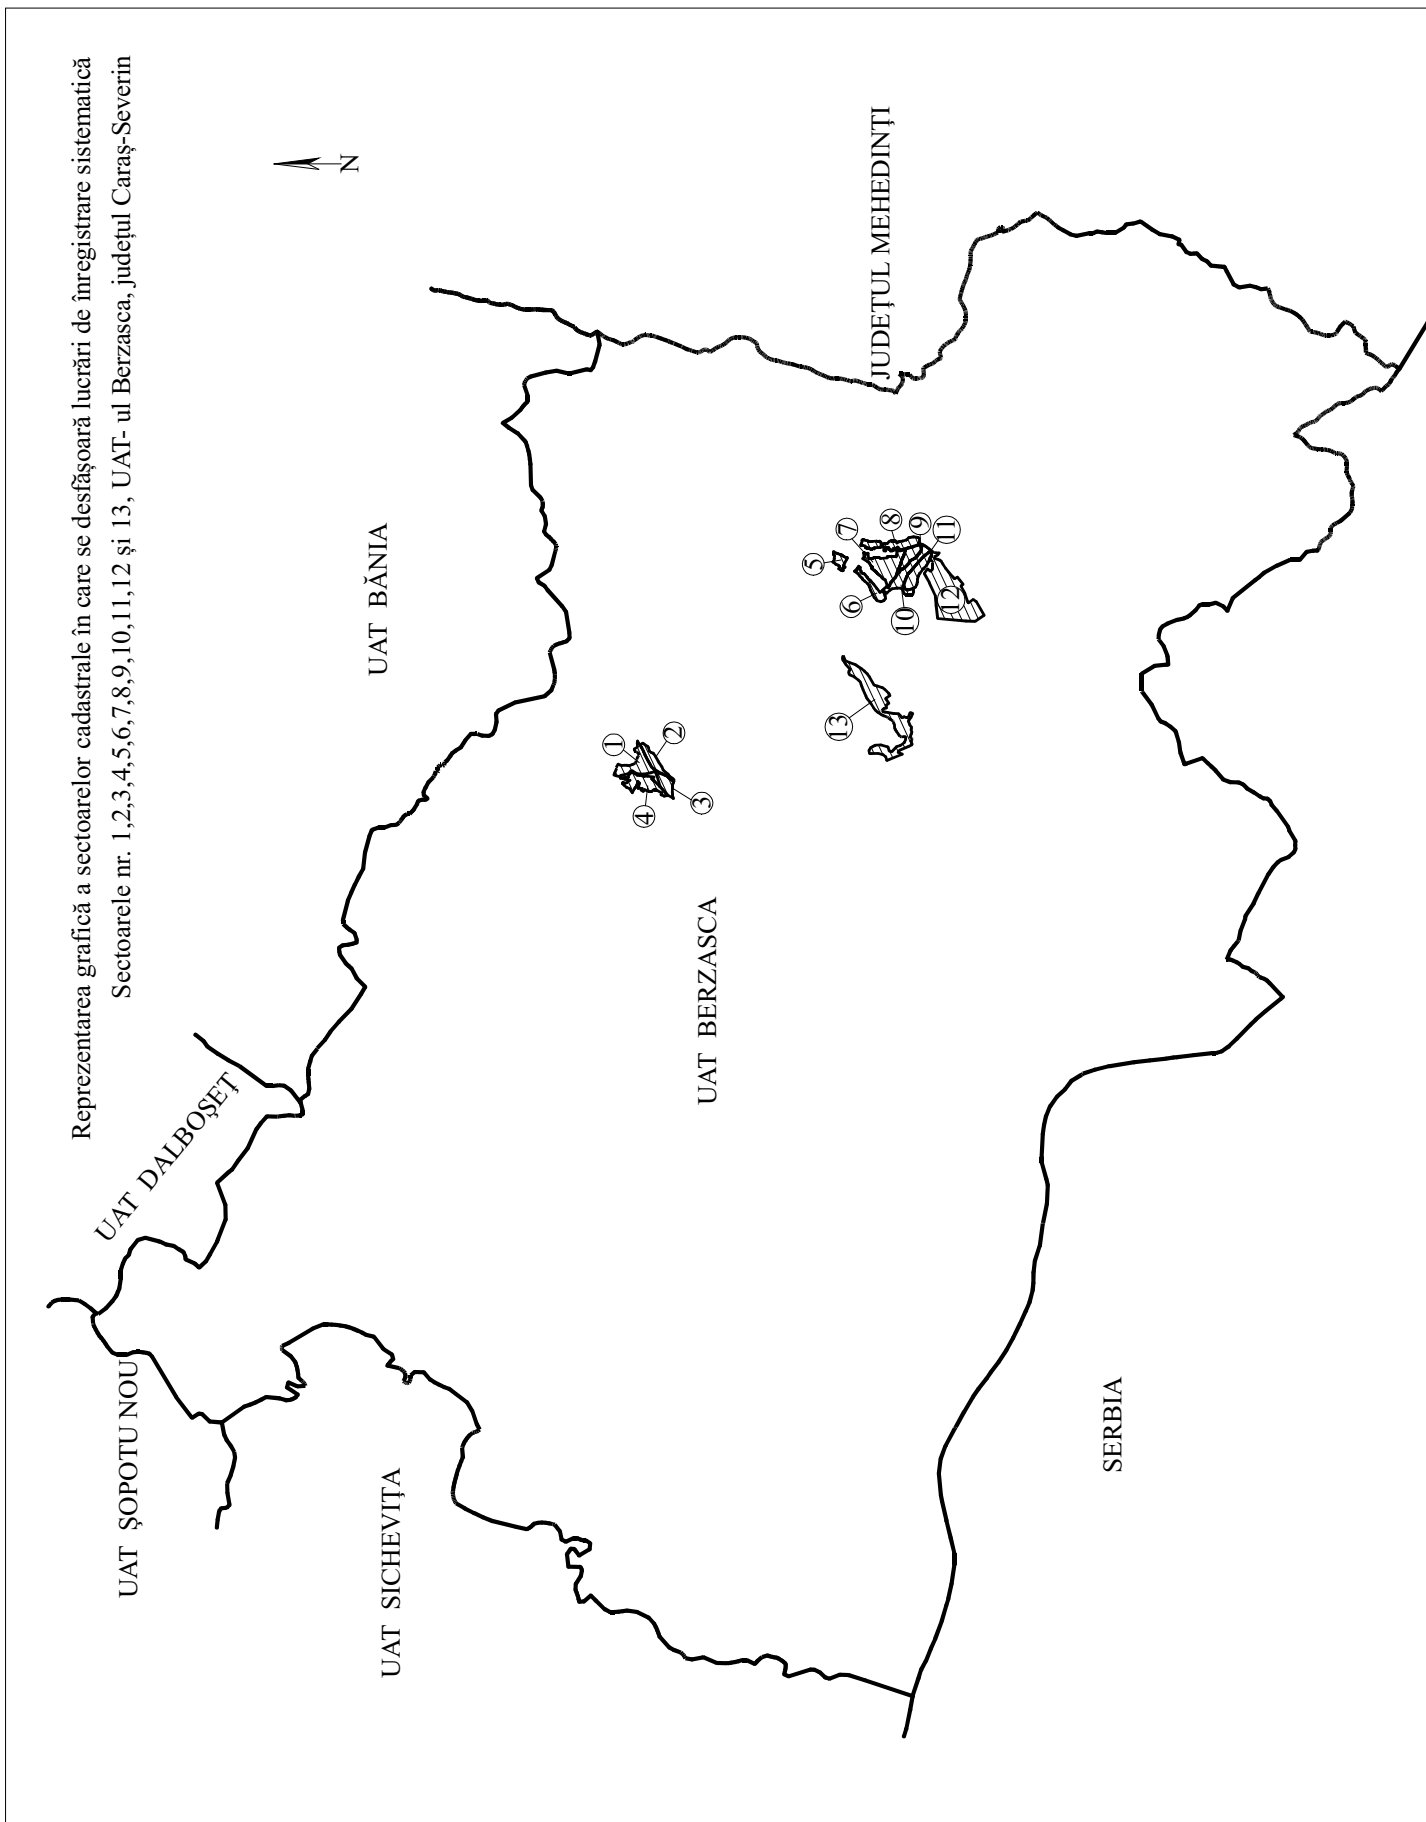 Reprezentarea grafică a sectoarelor cadastrale în care se desfășoară lucrări de înregistrare sistematică
Sectoarele nr. 1,2,3,4,5,6,7,8,9,10,11,12 și 13, UAT- ul Berzasca, județul Caraș-Severin
N
UAT ȘOPOTU NOU
UAT DALBOȘEȚ
UAT BĂNIA
UAT SICHEVIȚA
JUDEȚUL MEHEDINȚI
UAT BERZASCA
SERBIA
1
2
3
4
5
6
7
8
9
10
11
12
13